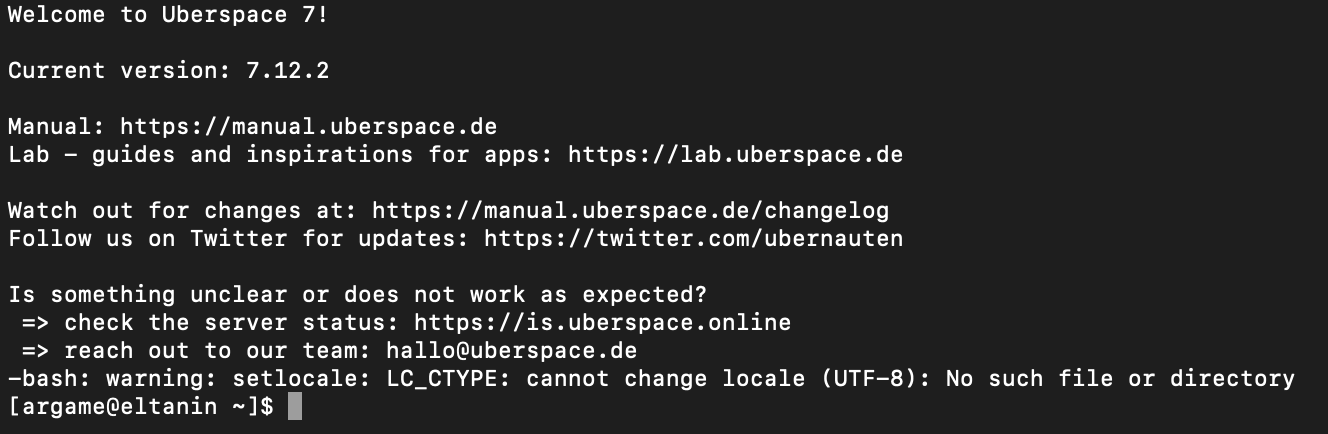 Welcome to Uberspace 7!
Current version: 7.12.2
Manual: https://manual.uberspace.de
Lab – guides and inspirations for apps: https://lab.uberspace.de
Watch out for changes at: https://manual.uberspace.de/changelog
Follow us on Twitter for updates: https://twitter.com/ubernauten
Is something unclear or does not work as expected?
=> check the server status: https://is.uberspace.online
=> reach out to our team: hallo@uberspace.de
-bash: warning: setlocale: LC_CTYPE: cannot change locale (UTF-8): No such file or directory
[argame@eltanin ~]$